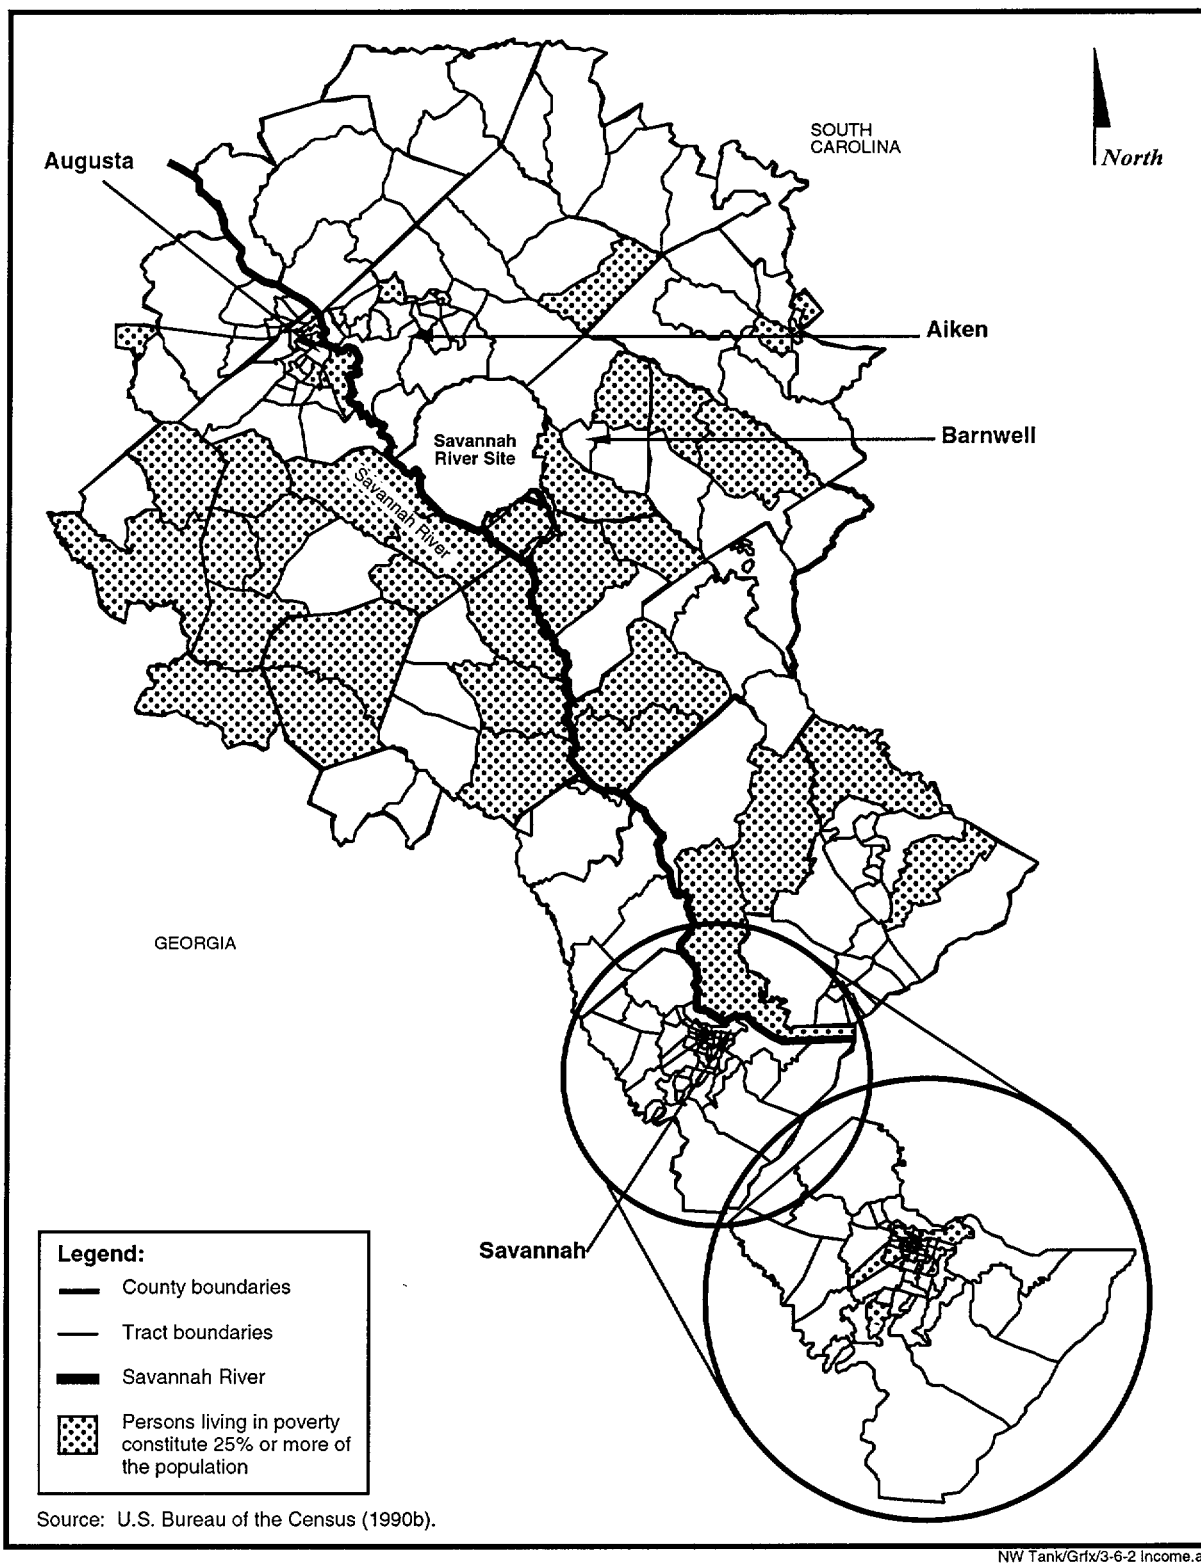 SOUTH
CAROLINA
North
Augusta
Aiken
Barnwell
Savannah
River Site
Savannah River
GEORGIA
Savannah
Legend:
County boundaries
Tract boundaries
Savannah River
Persons living in poverty
constitute 25% or more of
the population
Source: U.S. Bureau of the Census (1990b).
NW Tank/Grfx/3-6-2 Income.a